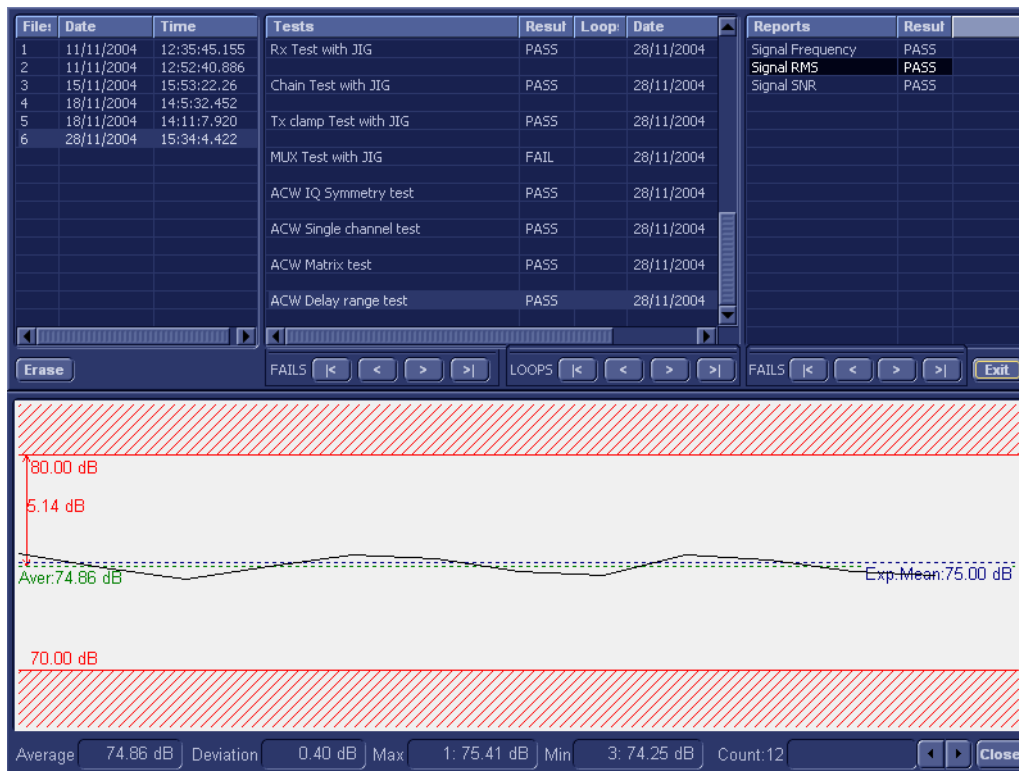 File: Date Time
1 11/11/2004 12:35:45.155
2 11/11/2004 12:52:40.886
3 15/11/2004 15:53:22.26
4 18/11/2004 14:5:32.452
5 18/11/2004 14:11:7.920
6 28/11/2004 15:34:4.422
Erase
Tests Resul Loop: Date
Rx Test with JIG PASS 28/11/2004
Chain Test with JIG PASS 28/11/2004
Tx clamp Test with JIG PASS 28/11/2004
MUX Test with JIG FAIL 28/11/2004
ACW IQ Symmetry test PASS 28/11/2004
ACW Single channel test PASS 28/11/2004
ACW Matrix test PASS 28/11/2004
ACW Delay range test PASS 28/11/2004
FAILS |< < > >| LOOPS |< < > >|
Reports Resul
Signal Frequency PASS
Signal RMS PASS
Signal SNR PASS
FAILS |< < > >| Exit
80.00 dB
5.14 dB
Aver:74.86 dB Exp.Mean:75.00 dB
70.00 dB
Average 74.86 dB Deviation 0.40 dB Max 1: 75.41 dB Min 3: 74.25 dB Count:12 Close